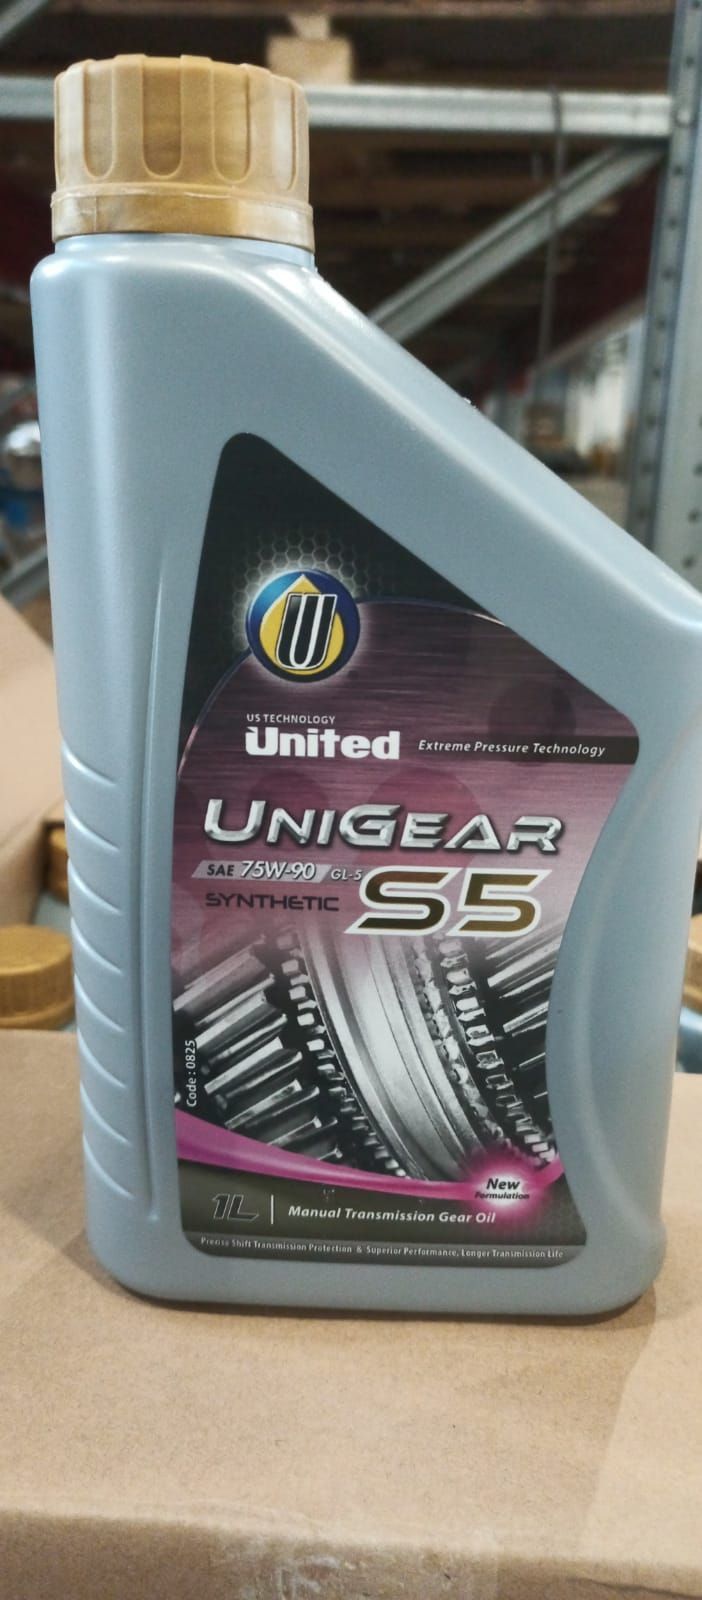 U
US TECHNOLOGY
United
Extreme Pressure Technology
UNIGEAR
SAE 75W-90 GL-5
SYNTHETIC S5
Code: 0825
New
Formulation
1L Manual Transmission Gear Oil
Precise Shift Transmission Protection & Superior Performance, Longer Transmission Life